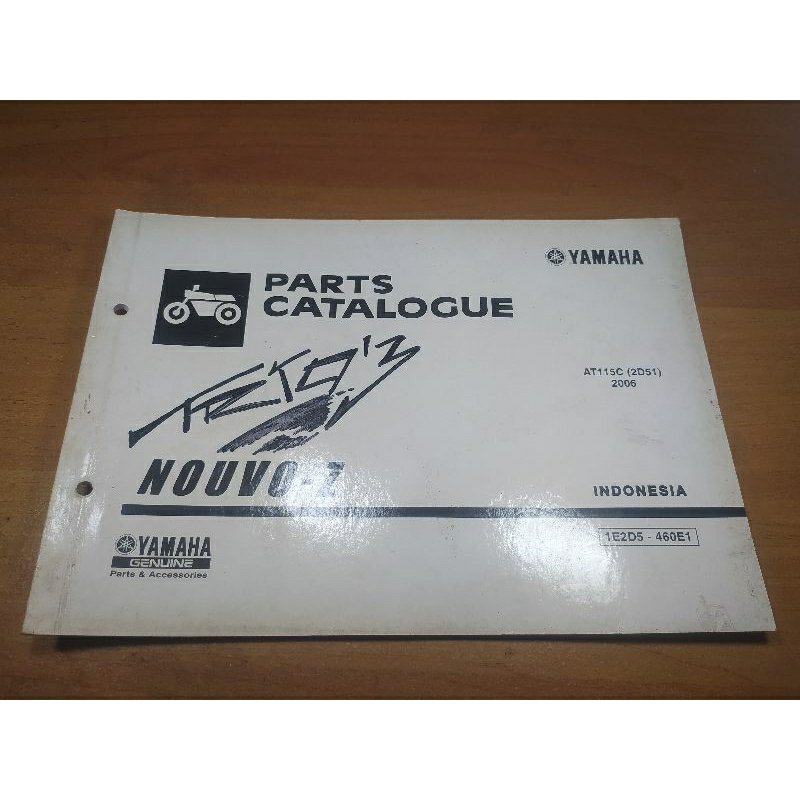 YAMAHA
PARTS
CATALOGUE
AT115C (2D51)
2006
NOUVO-Z
INDONESIA
YAMAHA
GENUINE
Parts & Accessories
1E2D5 - 460E1